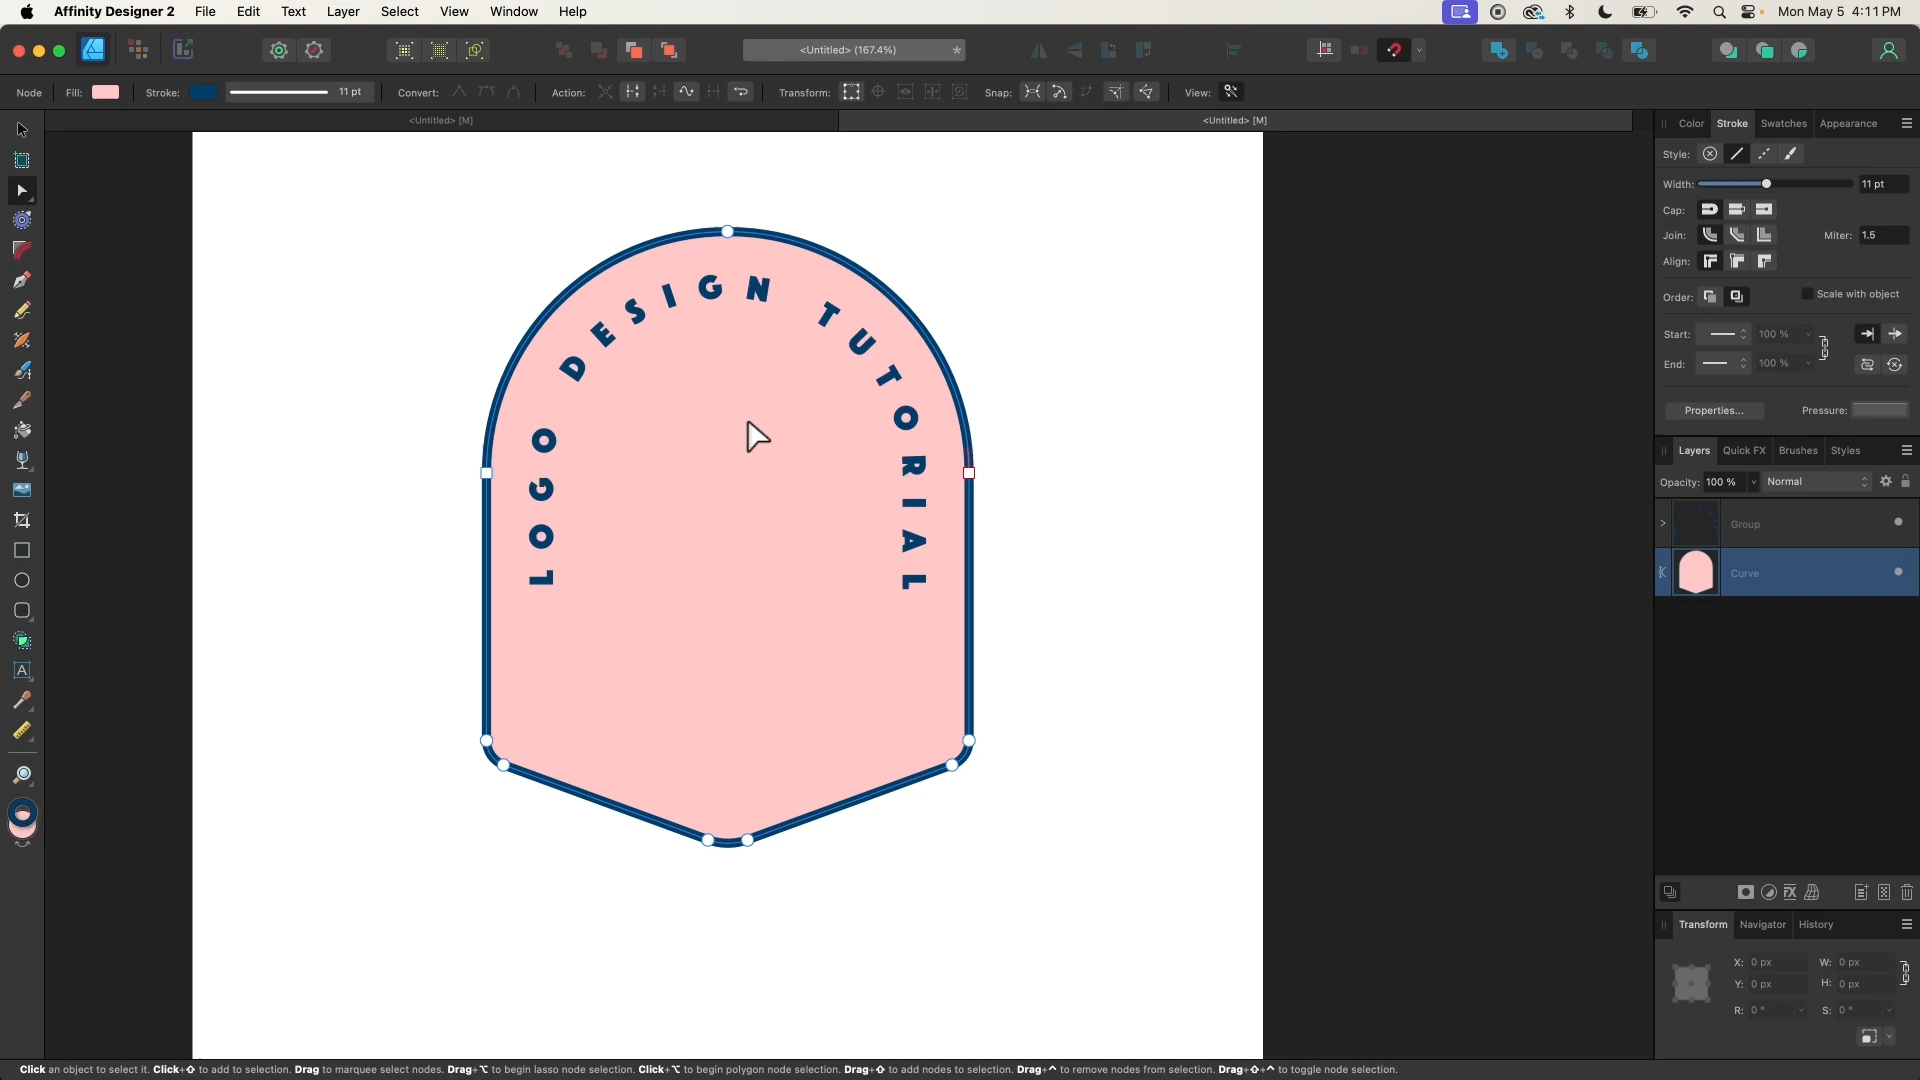 Affinity Designer 2 File Edit Text Layer Select View Window Help Mon May 5 4:11 PM
<Untitled> (167.4%) *
Node Fill: Stroke: 11 pt Convert: Action: Transform: Snap: View:
<Untitled> [M] <Untitled> [M]
Color Stroke Swatches Appearance
Style:
Width: 11 pt
Cap:
Join: Miter: 1.5
Align:
Order: Scale with object
Start: 100 %
End: 100 %
Properties... Pressure:
Layers Quick FX Brushes Styles
Opacity: 100 % Normal
Group
Curve
LOGO DESIGN TUTORIAL
Transform Navigator History
X: 0 px W: 0 px
Y: 0 px H: 0 px
R: 0 ° S: 0 °
Click an object to select it. Click+⇧ to add to selection. Drag to marquee select nodes. Drag+⌥ to begin lasso node selection. Click+⌥ to begin polygon node selection. Drag+⇧ to add nodes to selection. Drag+⌃ to remove nodes from selection. Drag+⇧+⌃ to toggle node selection.